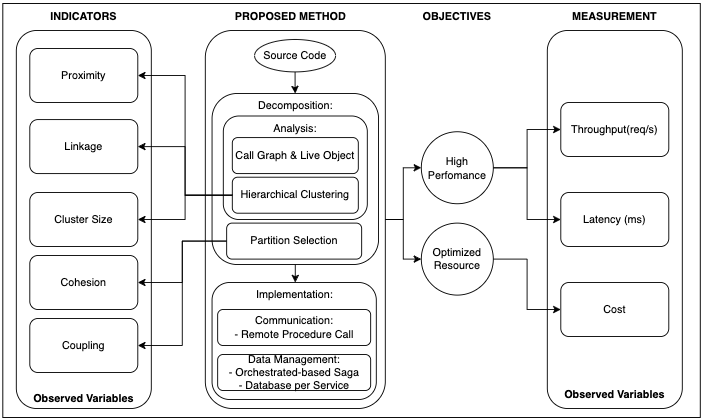 INDICATORS
Proximity
Linkage
Cluster Size
Cohesion
Coupling
Observed Variables
PROPOSED METHOD
Source Code
Decomposition:
Analysis:
Call Graph & Live Object
Hierarchical Clustering
Partition Selection
Implementation:
Communication:
- Remote Procedure Call
Data Management:
- Orchestrated-based Saga
- Database per Service
OBJECTIVES
High
Perfomance
Optimized
Resource
MEASUREMENT
Throughput(req/s)
Latency (ms)
Cost
Observed Variables